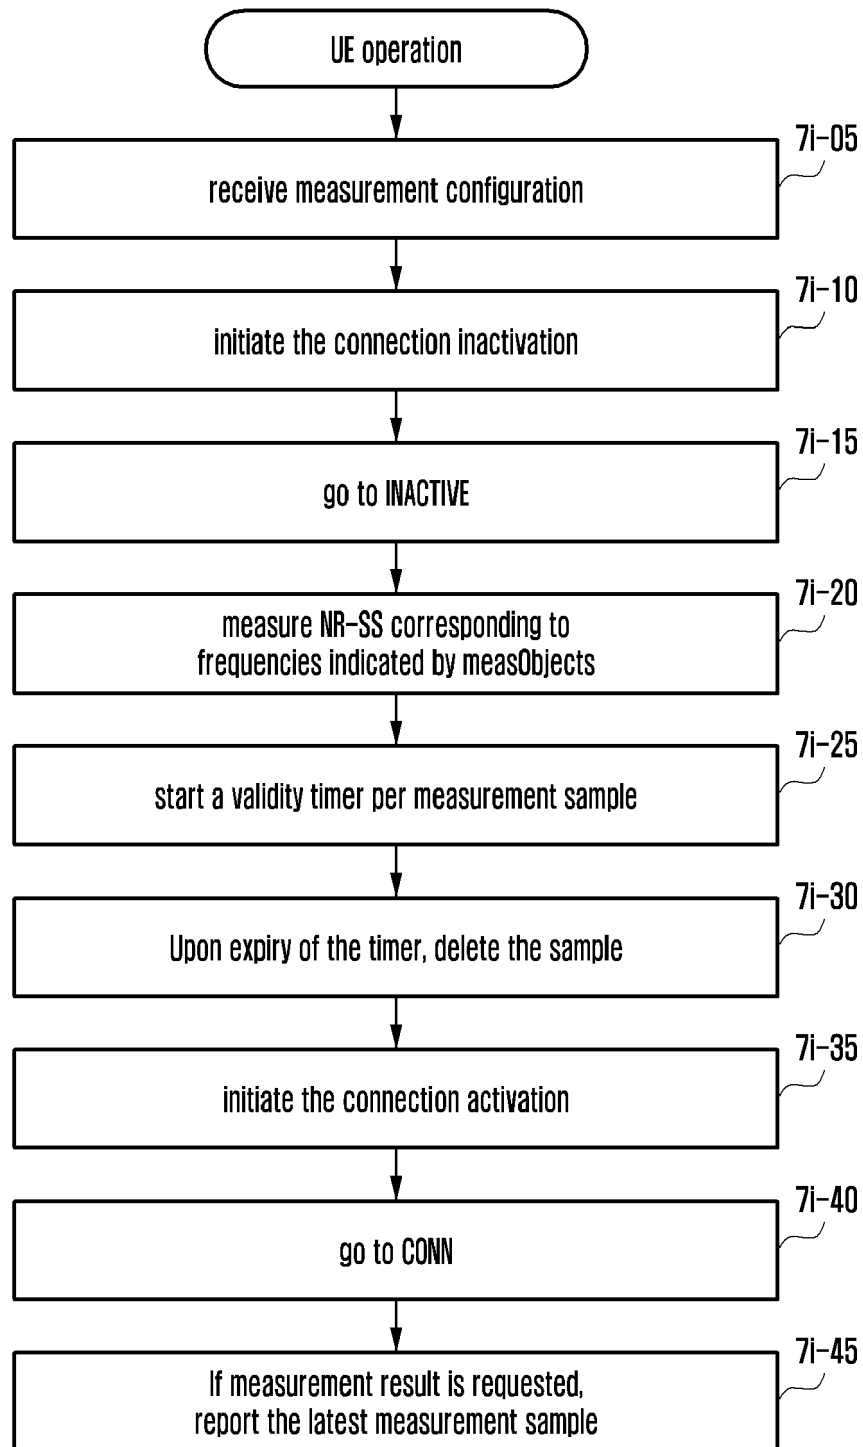 UE operation
7i-05
receive measurement configuration
7i-10
initiate the connection inactivation
7i-15
go to INACTIVE
7i-20
measure NR-SS corresponding to
frequencies indicated by measObjects
7i-25
start a validity timer per measurement sample
7i-30
Upon expiry of the timer, delete the sample
7i-35
initiate the connection activation
7i-40
go to CONN
7i-45
If measurement result is requested,
report the latest measurement sample